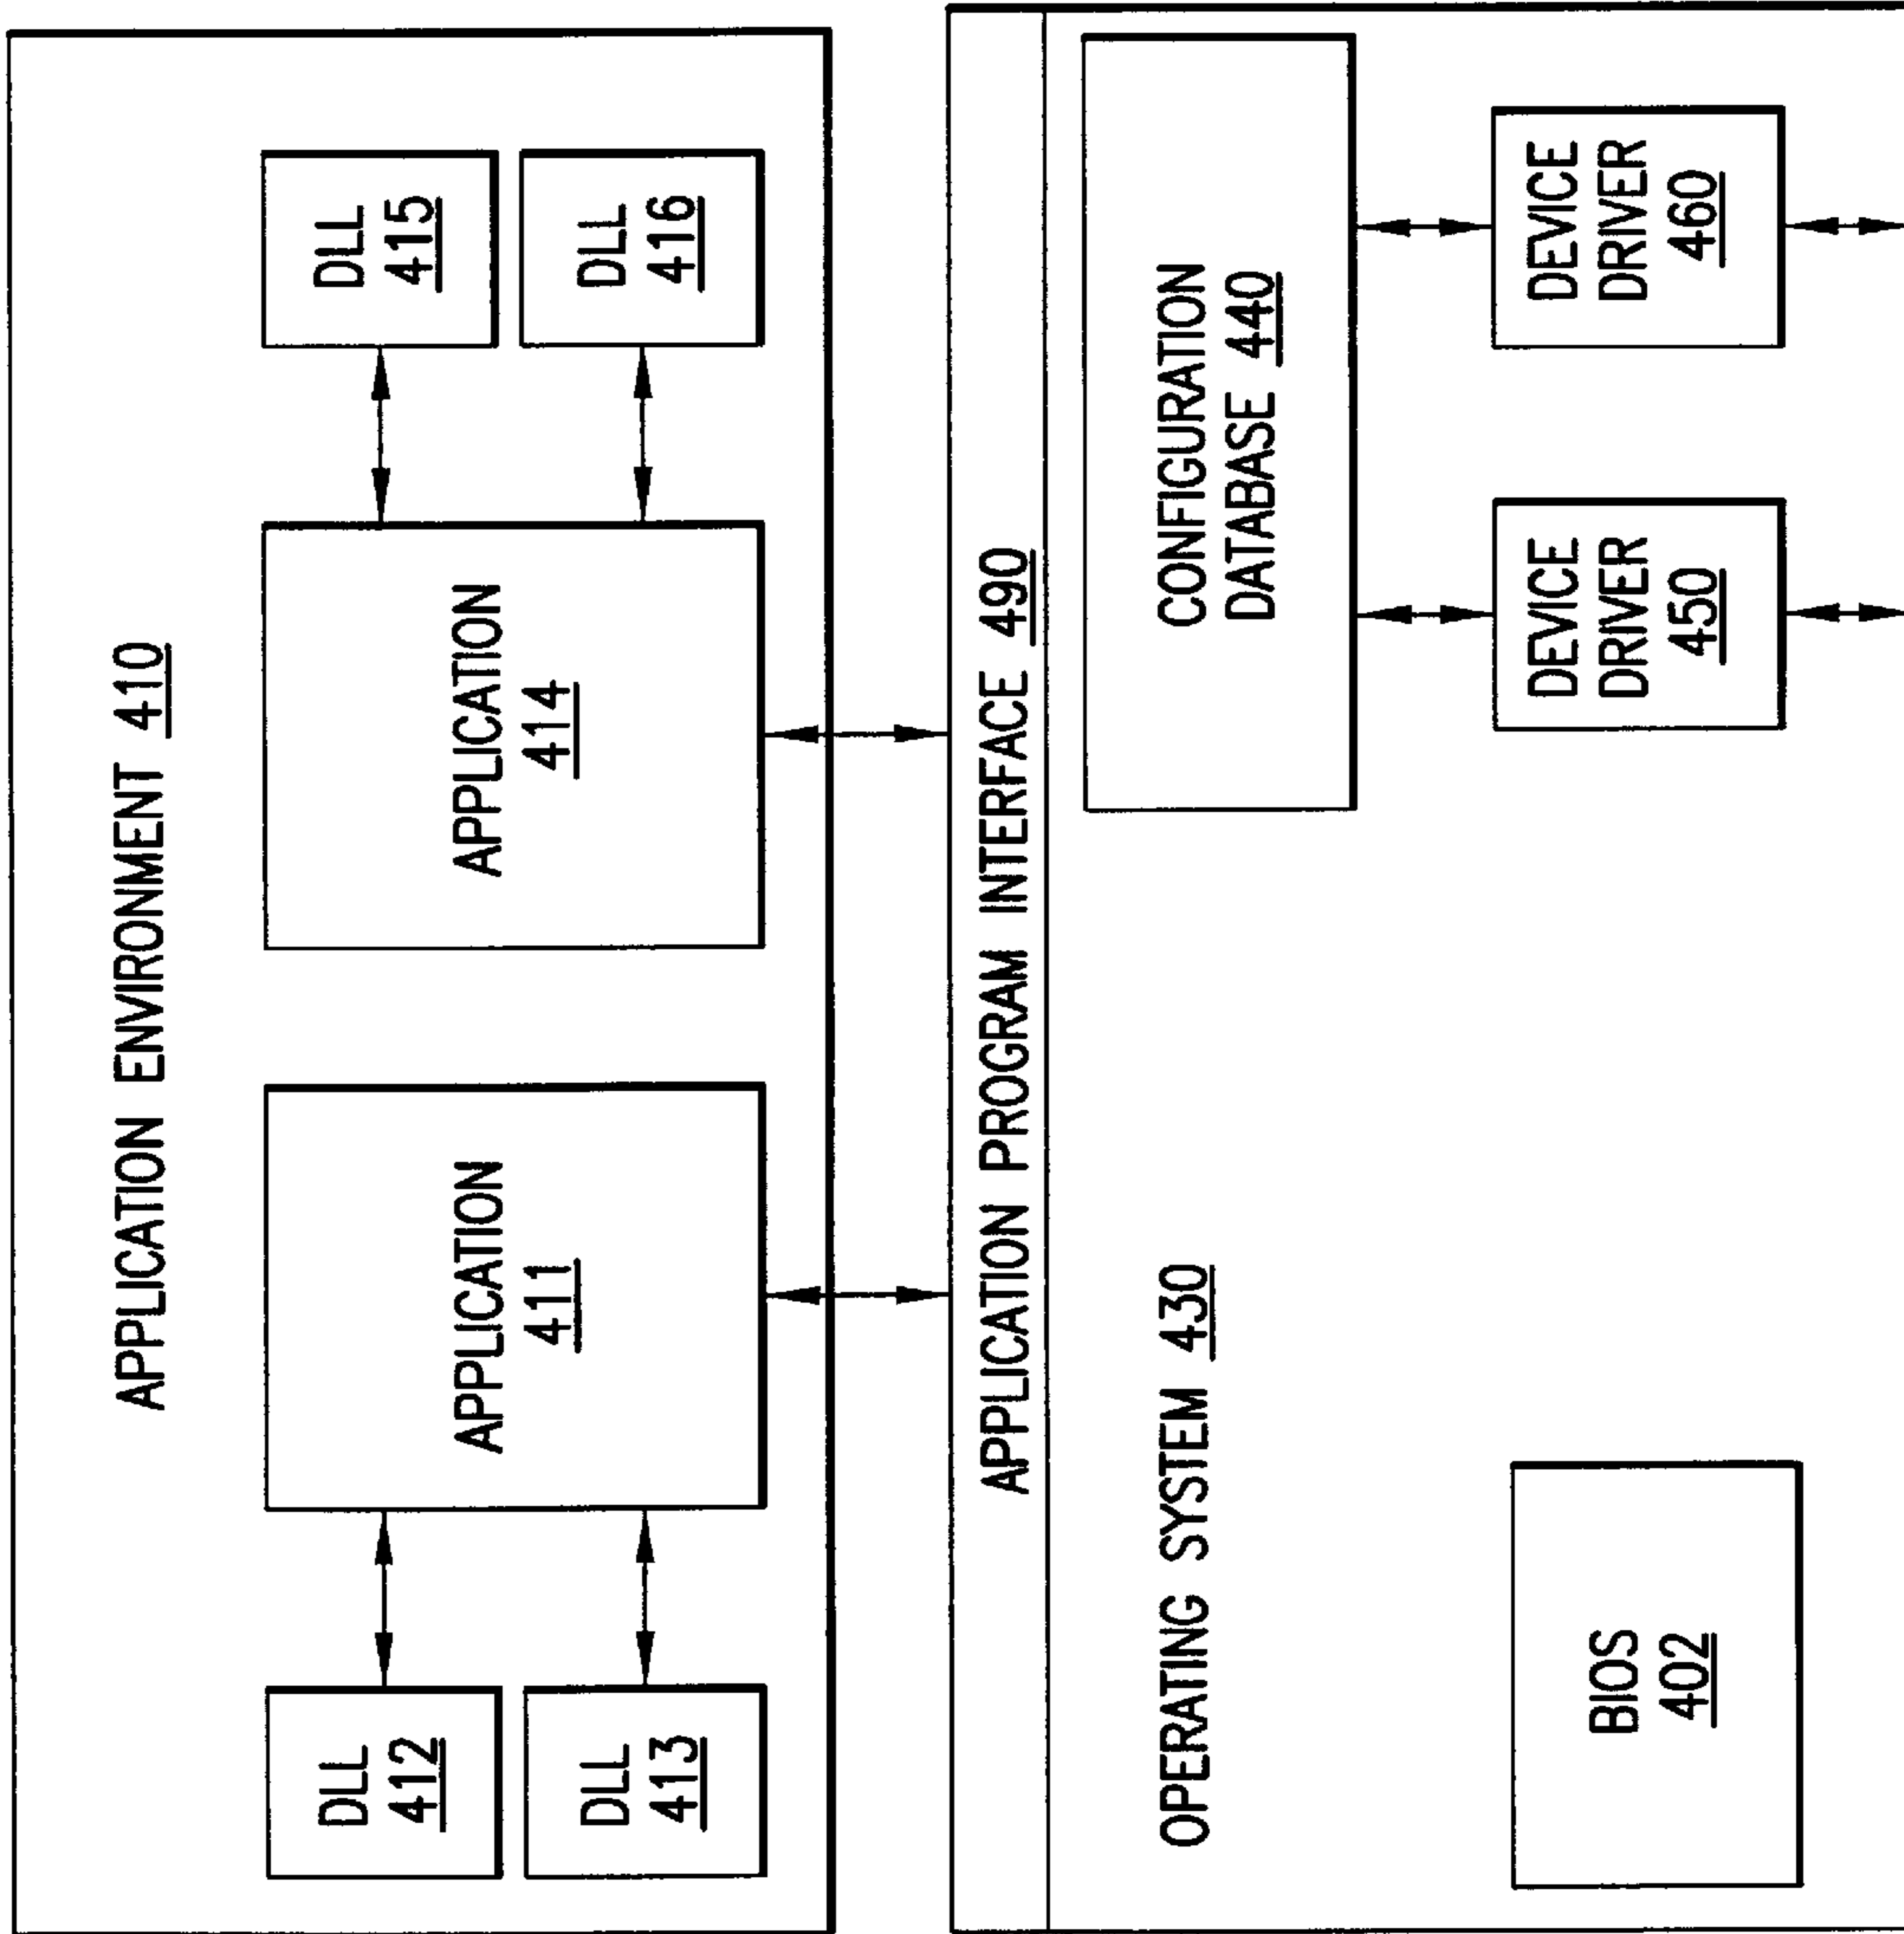 APPLICATION ENVIRONMENT 410
DLL
412
DLL
413
APPLICATION
411
APPLICATION
414
DLL
415
DLL
416
APPLICATION PROGRAM INTERFACE 490
OPERATING SYSTEM 430
CONFIGURATION
DATABASE 440
BIOS
402
DEVICE
DRIVER
450
DEVICE
DRIVER
460